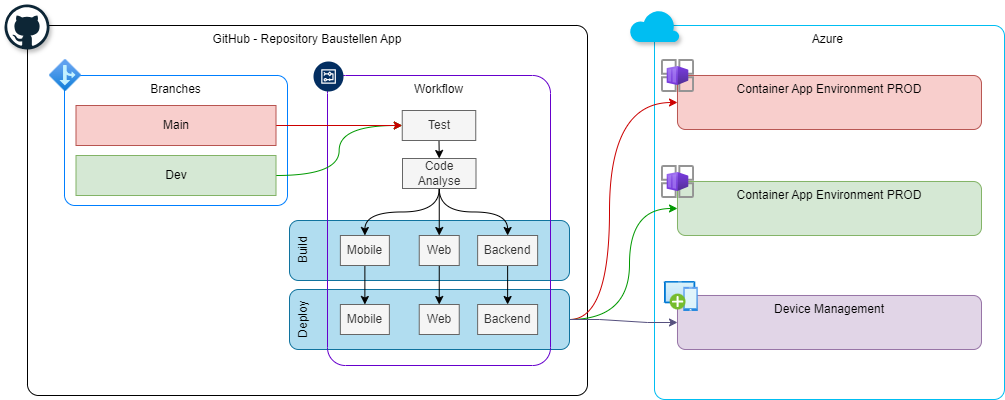 GitHub - Repository Baustellen App
Azure
Branches
Main
Dev
Workflow
Test
Code
Analyse
Build
Mobile
Web
Backend
Deploy
Mobile
Web
Backend
Container App Environment PROD
Container App Environment PROD
Device Management